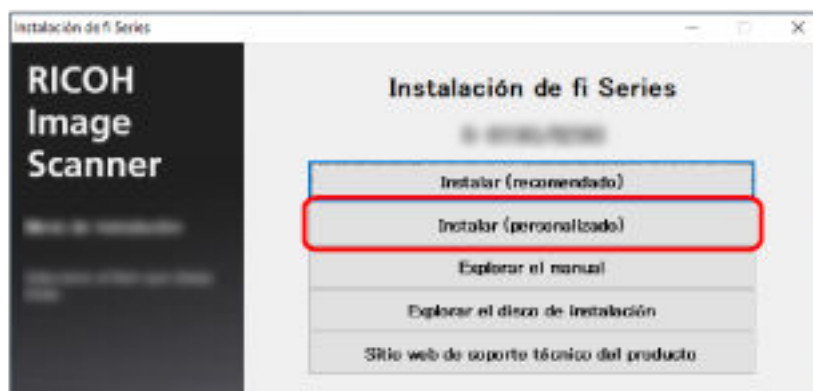 Instalación de fi Series
RICOH
Image
Scanner
Instalación de fi Series
Instalar (recomendado)
Instalar (personalizado)
Explorar el manual
Explorar el disco de instalación
Sitio web de soporte técnico del producto